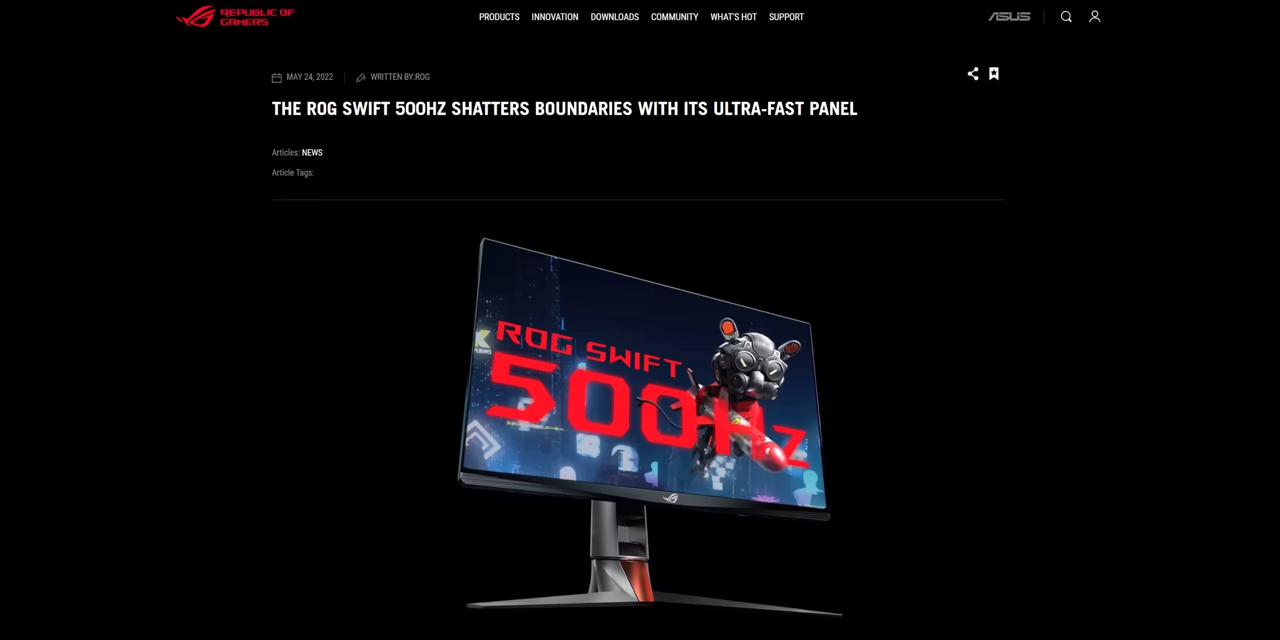 REPUBLIC OF
GAMERS
PRODUCTS INNOVATION DOWNLOADS COMMUNITY WHAT'S HOT SUPPORT
ASUS
MAY 24, 2022
WRITTEN BY:ROG
THE ROG SWIFT 500HZ SHATTERS BOUNDARIES WITH ITS ULTRA-FAST PANEL
Articles: NEWS
Article Tags:
ROG SWIFT
500Hz